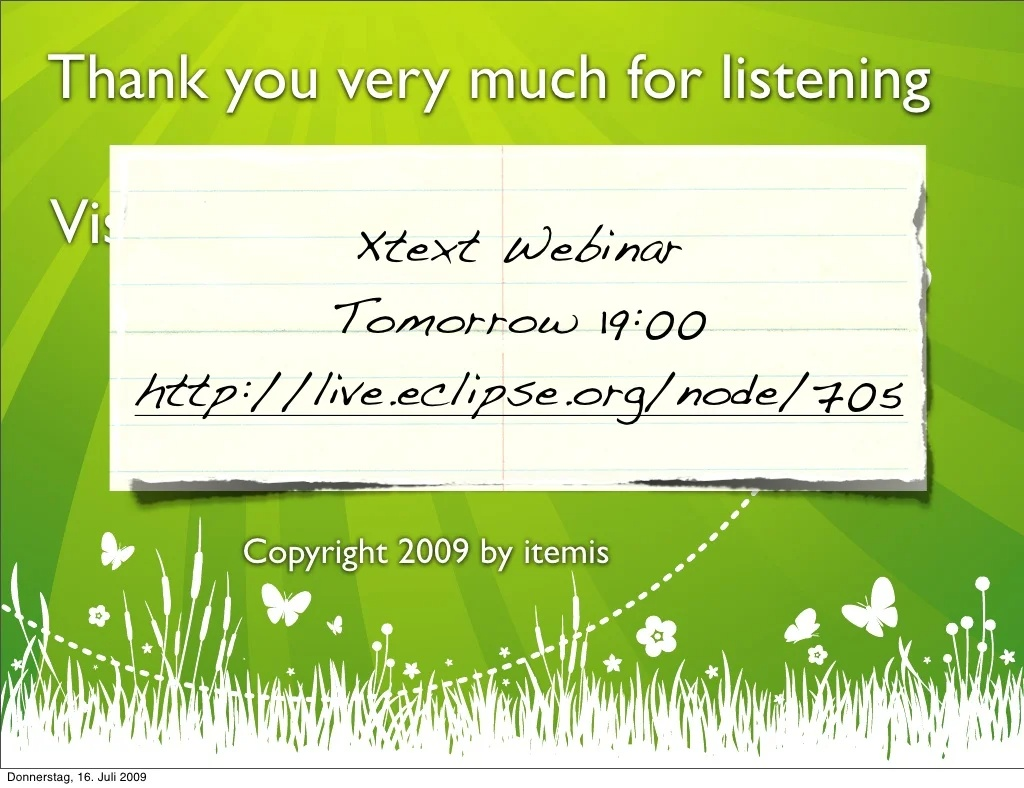 Thank you very much for listening
Xtext Webinar
Tomorrow 19:00
http://live.eclipse.org/node/705
Copyright 2009 by itemis
Donnerstag, 16. Juli 2009